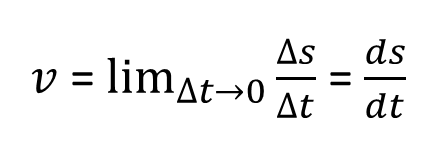 v = lim_{Δt→0} Δs/Δt = ds/dt